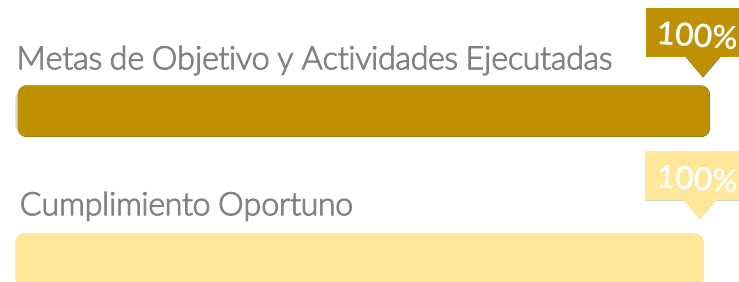 100%
Metas de Objetivo y Actividades Ejecutadas
100%
Cumplimiento Oportuno